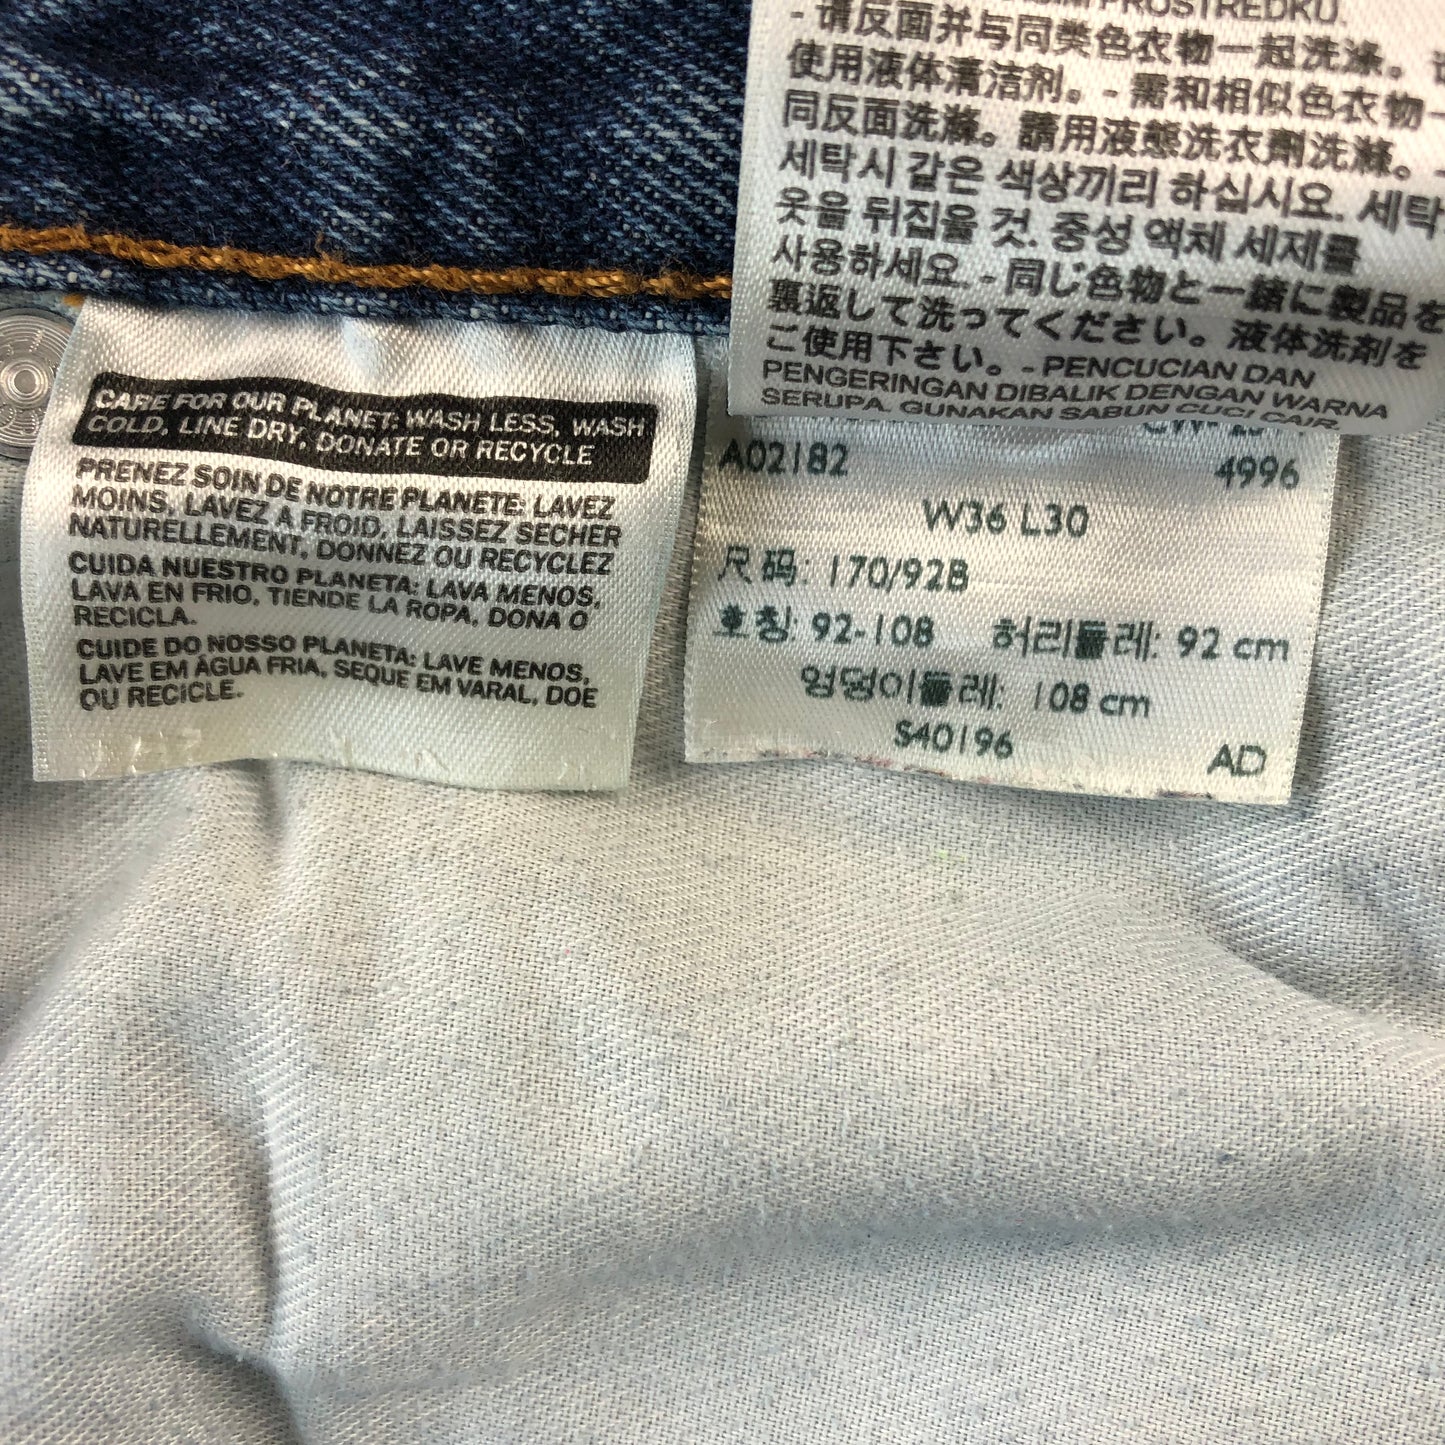 CARE FOR OUR PLANET: WASH LESS, WASH
COLD, LINE DRY, DONATE OR RECYCLE
PRENEZ SOIN DE NOTRE PLANETE: LAVEZ
MOINS, LAVEZ A FROID, LAISSEZ SECHER
NATURELLEMENT, DONNEZ OU RECYCLEZ
CUIDA NUESTRO PLANETA: LAVA MENOS,
LAVA EN FRIO, TIENDE LA ROPA, DONA O
RECICLA.
CUIDE DO NOSSO PLANETA: LAVE MENOS,
LAVE EM ÁGUA FRIA, SEQUE EM VARAL, DOE
OU RECICLE.
PROSTREDKU.
- 请反面并与同类色衣物一起洗涤。
使用液体清洁剂。- 需和相似色衣物一
同反面洗滌。請用液態洗衣劑洗滌。-
세탁시 같은 색상끼리 하십시요. 세탁
옷을 뒤집을 것. 중성 액체 세제를
사용하세요. - 同じ色物と一緒に製品を
裏返して洗ってください。液体洗剤を
ご使用下さい。- PENCUCIAN DAN
PENGERINGAN DIBALIK DENGAN WARNA
SERUPA. GUNAKAN SABUN CUCI CAIR.
A02182 4996
W36 L30
尺码: 170/92B
호칭: 92-108 허리둘레: 92 cm
엉덩이둘레: 108 cm
S40196 AD